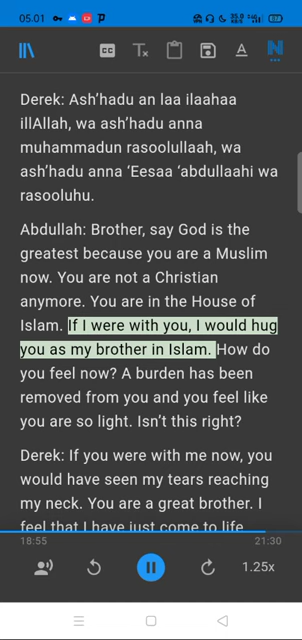 05.01
CC
Derek: Ash’hadu an laa ilaahaa
illAllah, wa ash’hadu anna
muhammadun rasoolullaah, wa
ash’hadu anna ‘Eesaa ‘abdullaahi wa
rasooluhu.
Abdullah: Brother, say God is the
greatest because you are a Muslim
now. You are not a Christian
anymore. You are in the House of
Islam. If I were with you, I would hug
you as my brother in Islam. How do
you feel now? A burden has been
removed from you and you feel like
you are so light. Isn’t this right?
Derek: If you were with me now, you
would have seen my tears reaching
my neck. You are a great brother. I
feel that I have just come to life
18:55 21:30
1.25x